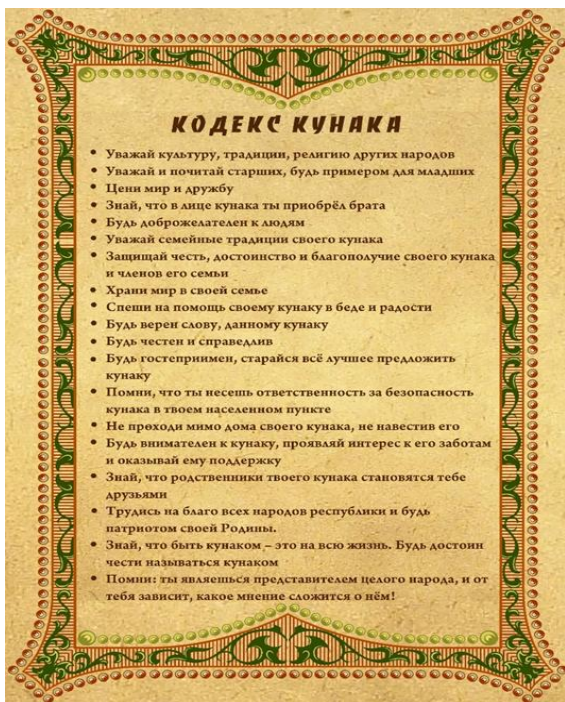 КОДЕКС КУНАКА
• Уважай культуру, традиции, религию других народов
• Уважай и почитай старших, будь примером для младших
• Цени мир и дружбу
• Знай, что в лице кунака ты приобрёл брата
• Будь доброжелателен к людям
• Уважай семейные традиции своего кунака
• Защищай честь, достоинство и благополучие своего кунака
и членов его семьи
• Храни мир в своей семье
• Спеши на помощь своему кунаку в беде и радости
• Будь верен слову, данному кунаку
• Будь честен и справедлив
• Будь гостеприимен, старайся всё лучшее предложить
кунаку
• Помни, что ты несешь ответственность за безопасность
кунака в твоем населенном пункте
• Не проходи мимо дома своего кунака, не навестив его
• Будь внимателен к кунаку, проявляй интерес к его заботам
и оказывай ему поддержку
• Знай, что родственники твоего кунака становятся тебе
друзьями
• Трудись на благо всех народов республики и будь
патриотом своей Родины.
• Знай, что быть кунаком – это на всю жизнь. Будь достоин
чести называться кунаком
• Помни: ты являешься представителем целого народа, и от
тебя зависит, какое мнение сложится о нём!